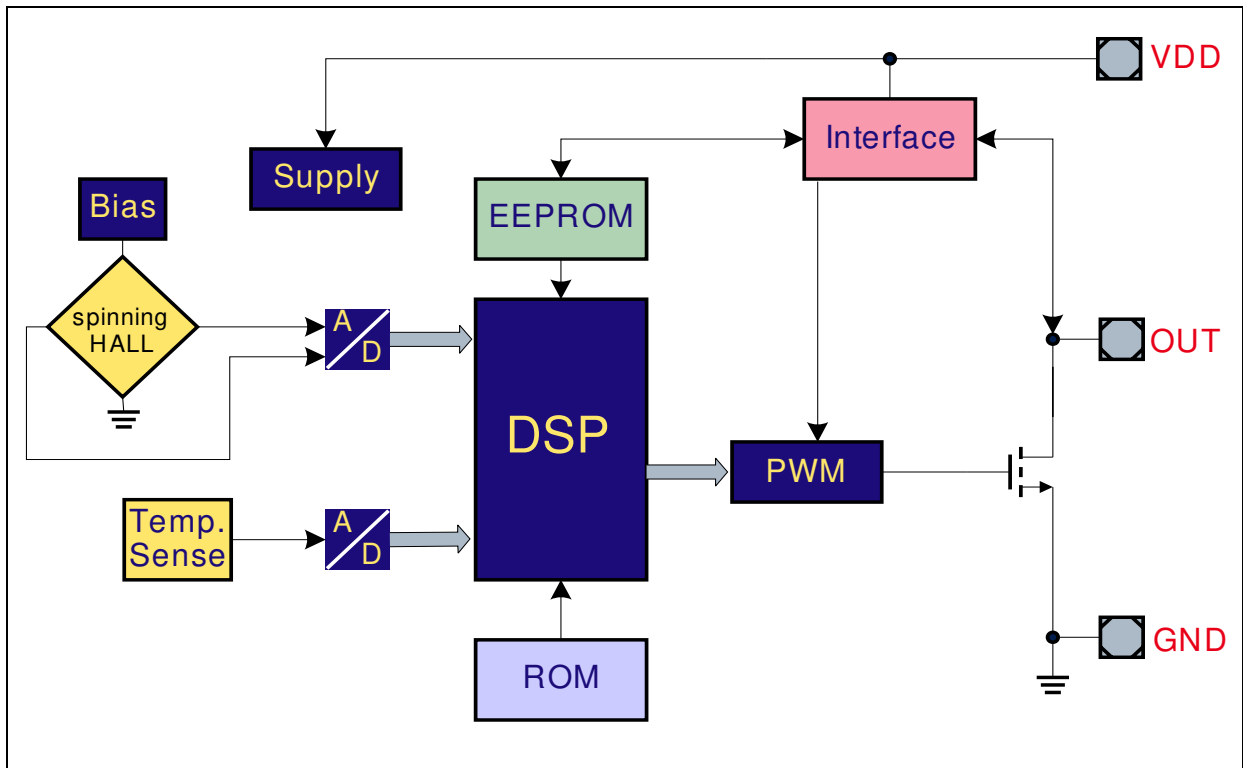 VDD
Interface
Supply
Bias
EEPROM
spinning
HALL
A
D
OUT
DSP
PWM
Temp.
Sense
A
D
GND
ROM